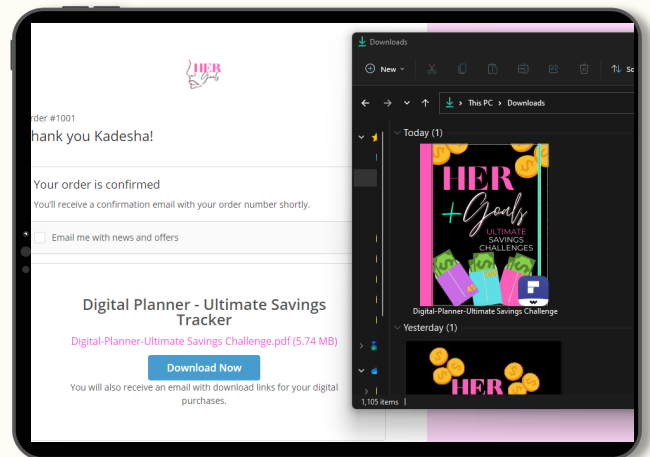 HER
Goals
rder #1001
hank you Kadesha!
Your order is confirmed
You'll receive a confirmation email with your order number shortly.
Email me with news and offers
Digital Planner - Ultimate Savings
Tracker
Digital-Planner-Ultimate Savings Challenge.pdf (5.74 MB)
Download Now
You will also receive an email with download links for your digital
purchases.
Downloads
New
So
This PC > Downloads
Today (1)
HER
+Goals
ULTIMATE
SAVINGS
CHALLENGES
Digital-Planner-Ultimate Savings Challenge
Yesterday (1)
HER
1,105 items